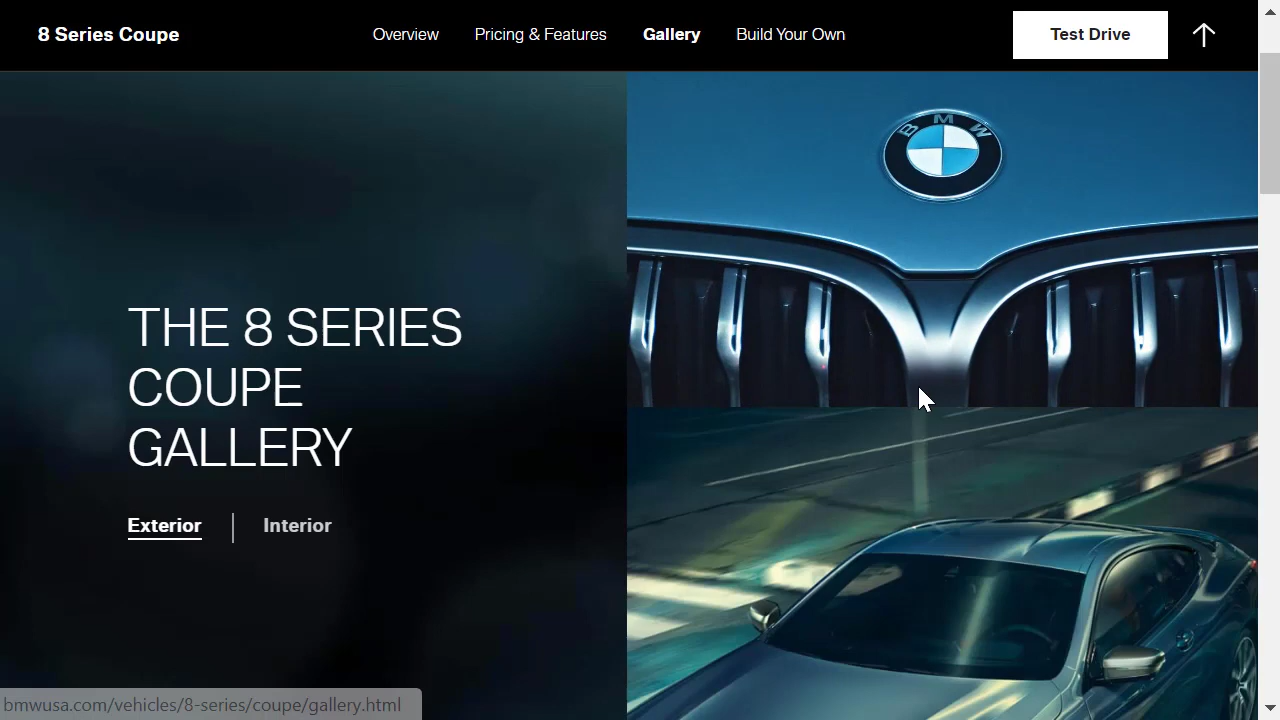 8 Series Coupe
Overview
Pricing & Features
Gallery
Build Your Own
Test Drive
BMW
THE 8 SERIES
COUPE
GALLERY
Exterior
Interior
bmwusa.com/vehicles/8-series/coupe/gallery.html